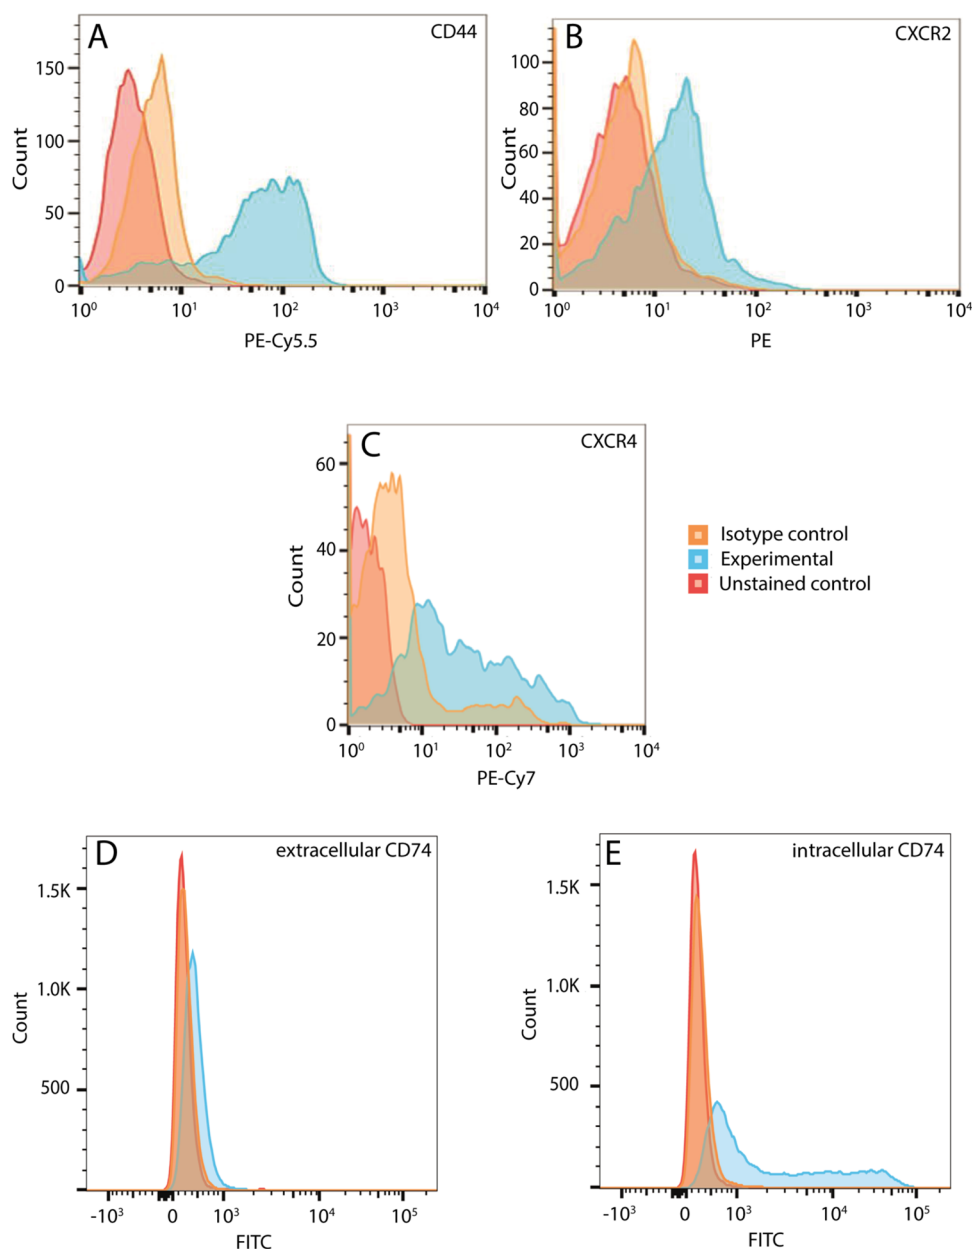 A
CD44
150
100
50
0
Count
10⁰ 10¹ 10² 10³ 10⁴
PE-Cy5.5
B
CXCR2
100
80
60
40
20
0
Count
10⁰ 10¹ 10² 10³ 10⁴
PE
C
CXCR4
60
40
20
0
Count
10⁰ 10¹ 10² 10³ 10⁴
PE-Cy7
Isotype control
Experimental
Unstained control
D
extracellular CD74
1.5K
1.0K
500
Count
-10³ 0 10³ 10⁴ 10⁵
FITC
E
intracellular CD74
1.5K
1.0K
500
Count
-10³ 0 10³ 10⁴ 10⁵
FITC